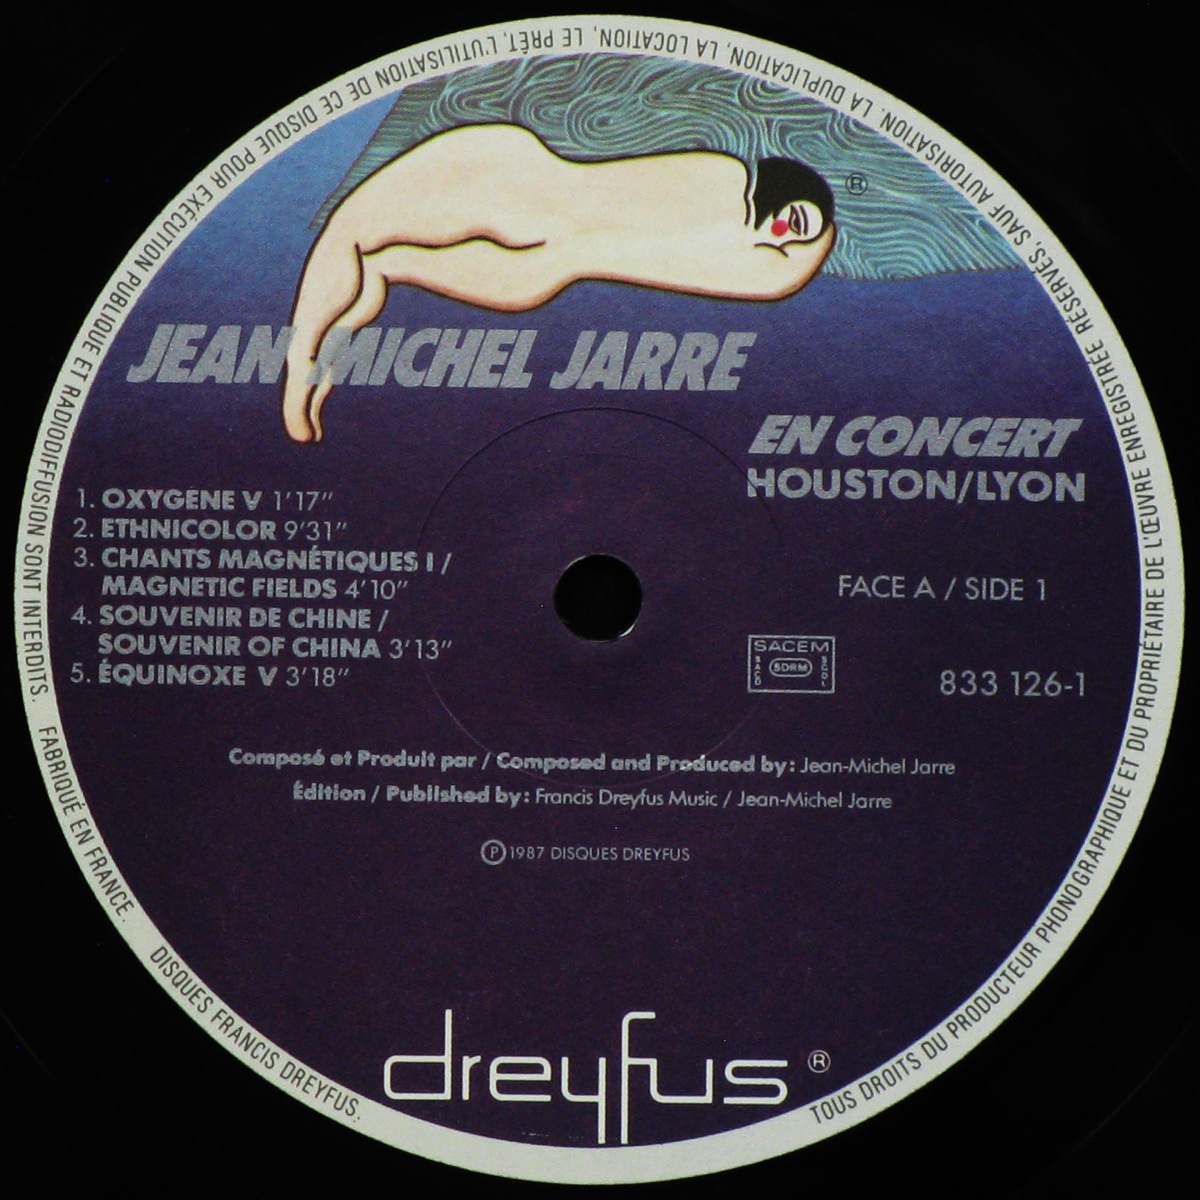 JEAN MICHEL JARRE
EN CONCERT
HOUSTON/LYON
1. OXYGÈNE V 1'17"
2. ETHNICOLOR 9'31"
3. CHANTS MAGNÉTIQUES I /
MAGNETIC FIELDS 4'10"
4. SOUVENIR DE CHINE /
SOUVENIR OF CHINA 3'13"
5. ÉQUINOXE V 3'18"
FACE A / SIDE 1
SACEM
SACD
SDRM
SGDL
833 126-1
Composé et Produit par / Composed and Produced by: Jean-Michel Jarre
Édition / Published by: Francis Dreyfus Music / Jean-Michel Jarre
Ⓟ 1987 DISQUES DREYFUS
dreyfus ®
®
TOUS DROITS DU PRODUCTEUR PHONOGRAPHIQUE ET DU PROPRIÉTAIRE DE L'ŒUVRE ENREGISTRÉE RÉSERVÉS, SAUF AUTORISATION, LA DUPLICATION, LA LOCATION, LE PRÊT, L'UTILISATION DE CE DISQUE POUR EXÉCUTION PUBLIQUE ET RADIODIFFUSION SONT INTERDITS. FABRIQUÉ EN FRANCE. DISQUES FRANCIS DREYFUS.